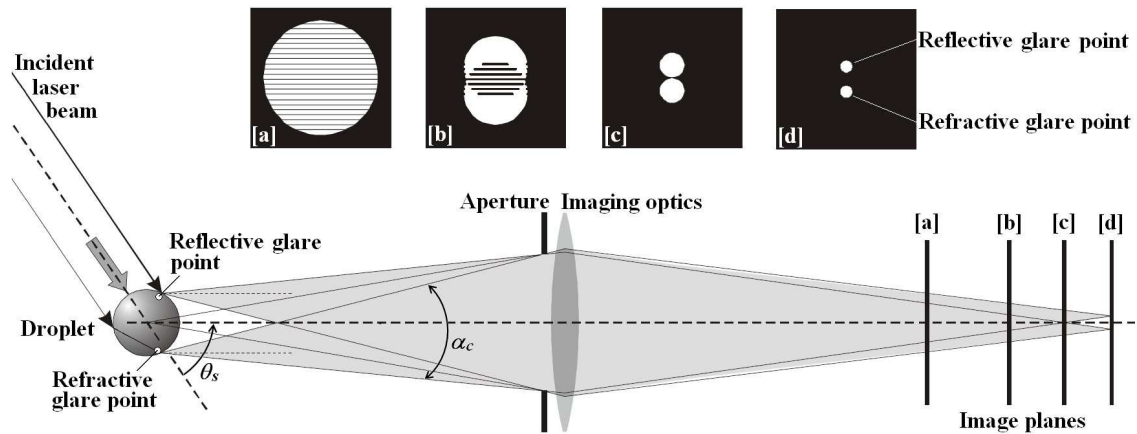 Incident
laser
beam
[a]
[b]
[c]
[d]
Reflective glare point
Refractive glare point
Aperture
Imaging optics
Reflective glare
point
Droplet
Refractive
glare point
θs
αc
[a]
[b]
[c]
[d]
Image planes